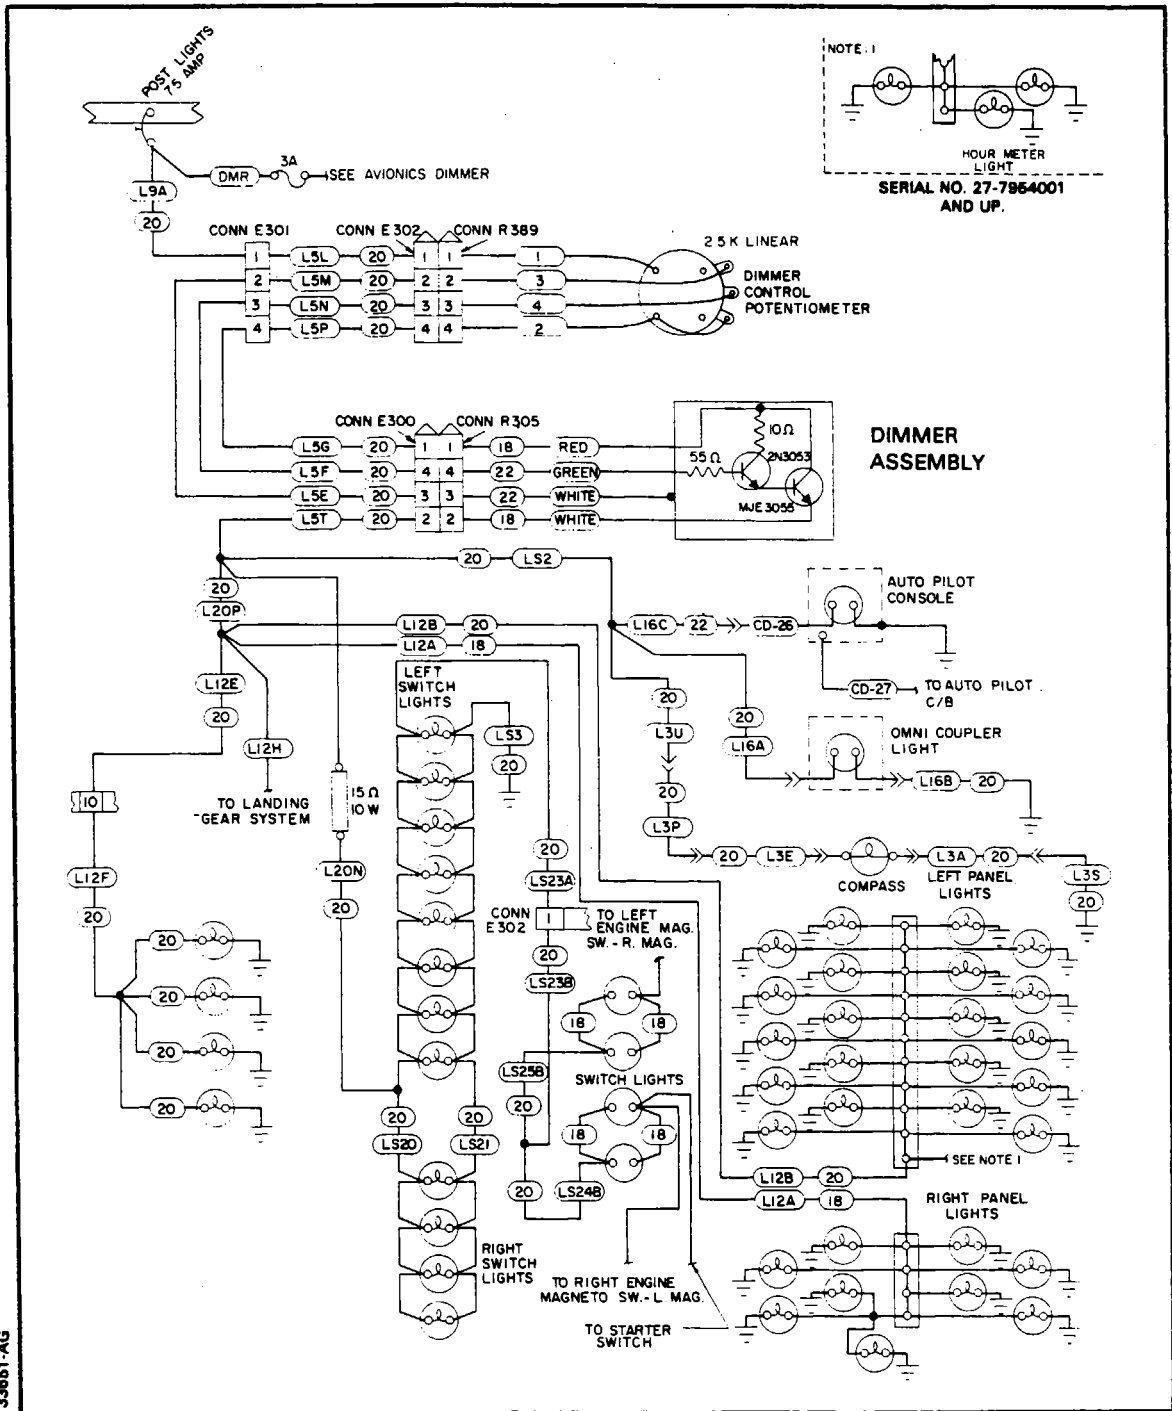 POST LIGHTS
7.5 AMP
NOTE: 1
HOUR METER
LIGHT
SERIAL NO. 27-7954001
AND UP.
3A
DMR
SEE AVIONICS DIMMER
L9A
20
CONN E301
CONN E302
CONN R389
2.5 K LINEAR
1 L5L 20 1 1 1
2 L5M 20 2 2 3
3 L5N 20 3 3 4
4 L5P 20 4 4 2
DIMMER
CONTROL
POTENTIOMETER
CONN E300
CONN R305
L5G 20 1 1 18 RED
L5F 20 4 4 22 GREEN
L5E 20 3 3 22 WHITE
L5T 20 2 2 18 WHITE
55Ω
10Ω
2N3053
MJE3055
DIMMER
ASSEMBLY
20 LS2
20
L20P
L12B 20
L12A 18
L16C 22 CD-26
AUTO PILOT
CONSOLE
CD-27
TO AUTO PILOT
C/B
L12E
20
L12H
TO LANDING
GEAR SYSTEM
LEFT
SWITCH
LIGHTS
LS3
20
20
L3U
20
L3P
20
L16A
OMNI COUPLER
LIGHT
L16B 20
10
15Ω
10W
L20N
20
L12F
20
20
20
20
20
20
LS23A
CONN
E302
1
TO LEFT
ENGINE MAG.
SW.-R. MAG.
20
LS23B
20 L3E
COMPASS
L3A 20
L3S
20
LEFT PANEL
LIGHTS
18
18
LS25B
20
SWITCH LIGHTS
18
18
20
LS24B
20
LS20
20
LS21
RIGHT
SWITCH
LIGHTS
SEE NOTE 1
L12B 20
L12A 18
RIGHT PANEL
LIGHTS
TO RIGHT ENGINE
MAGNETO SW.-L. MAG.
TO STARTER
SWITCH